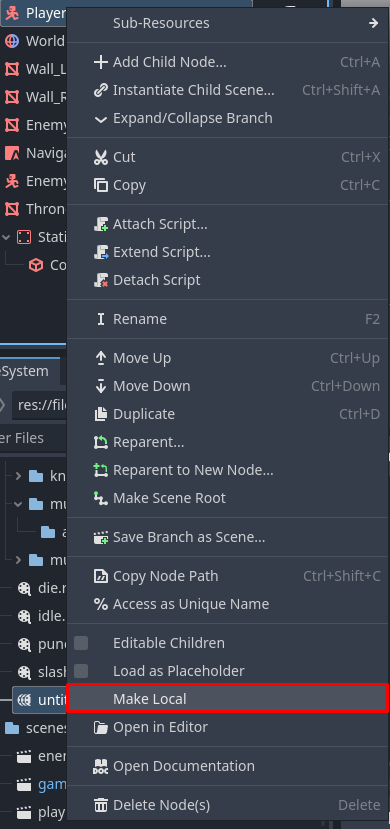 Player
Sub-Resources
World
Add Child Node... Ctrl+A
Wall_L
Instantiate Child Scene... Ctrl+Shift+A
Wall_R
Expand/Collapse Branch
Enemy
Cut Ctrl+X
Naviga
Copy Ctrl+C
Enemy
Thron
Attach Script...
Stati
Extend Script...
Co
Detach Script
Rename F2
Move Up Ctrl+Up
eSystem
Move Down Ctrl+Down
res://file
Duplicate Ctrl+D
er Files
Reparent...
kn
Reparent to New Node...
mu
Make Scene Root
a
Save Branch as Scene...
mu
Copy Node Path Ctrl+Shift+C
die.r
Access as Unique Name
idle.
Editable Children
pun
Load as Placeholder
slash
Make Local
untit
Open in Editor
scenes
Open Documentation
ener
gam
Delete Node(s) Delete
play